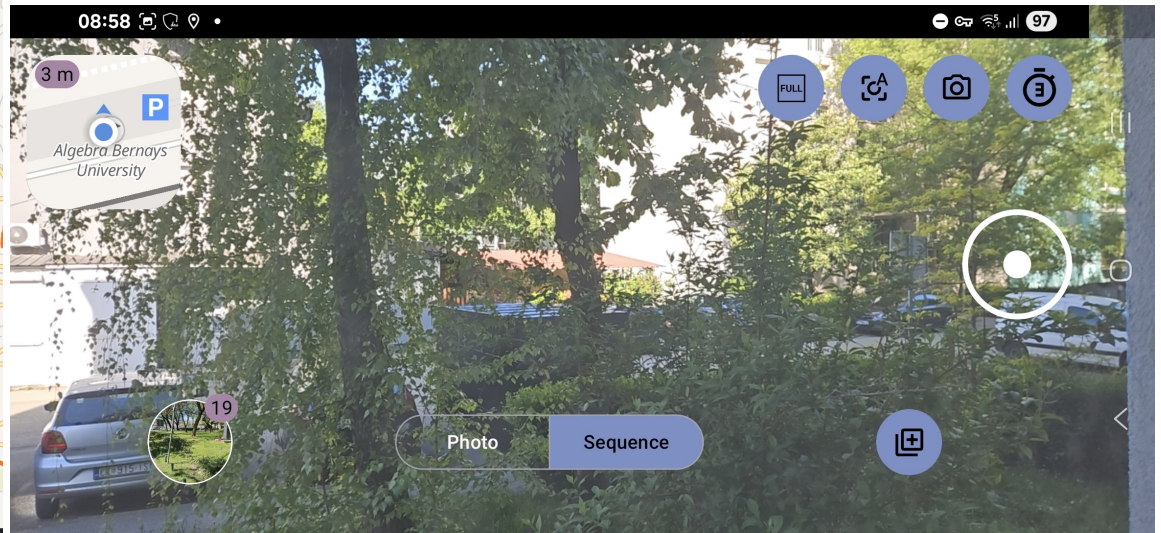 08:58
97
3 m
P
Algebra Bernays
University
FULL
A
3
19
Photo
Sequence